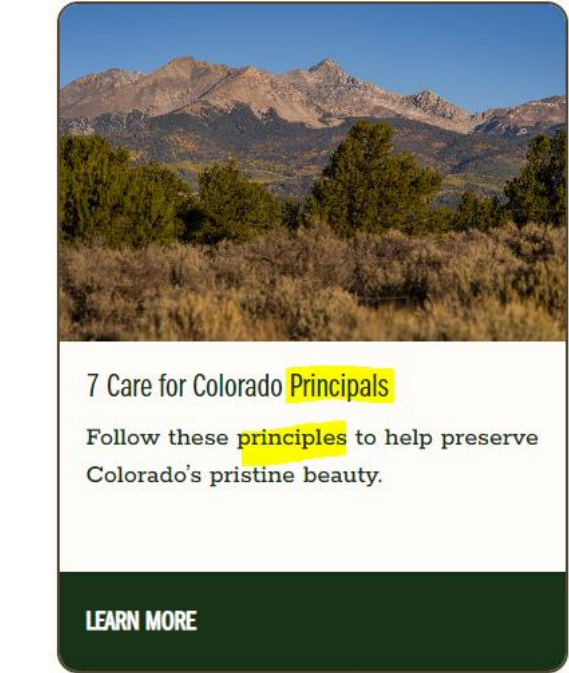 7 Care for Colorado Principals
Follow these principles to help preserve
Colorado's pristine beauty.
LEARN MORE